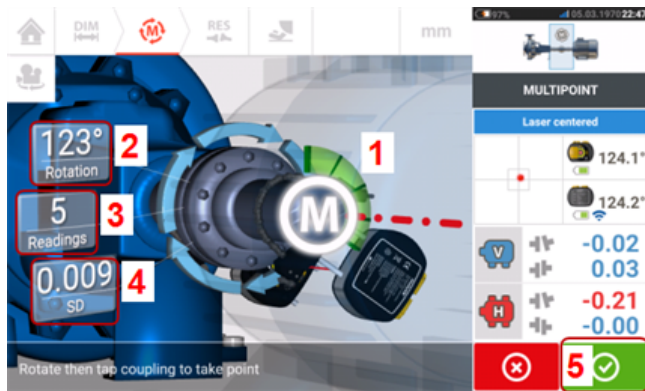 97% 05.03.1970 22:47
DIM M RES mm
MULTIPOINT
Laser centered
123° 2
Rotation
1
5 3
Readings
0.009 4
SD
M
124.1°
124.2°
V -0.02
0.03
H -0.21
-0.00
Rotate then tap coupling to take point
5